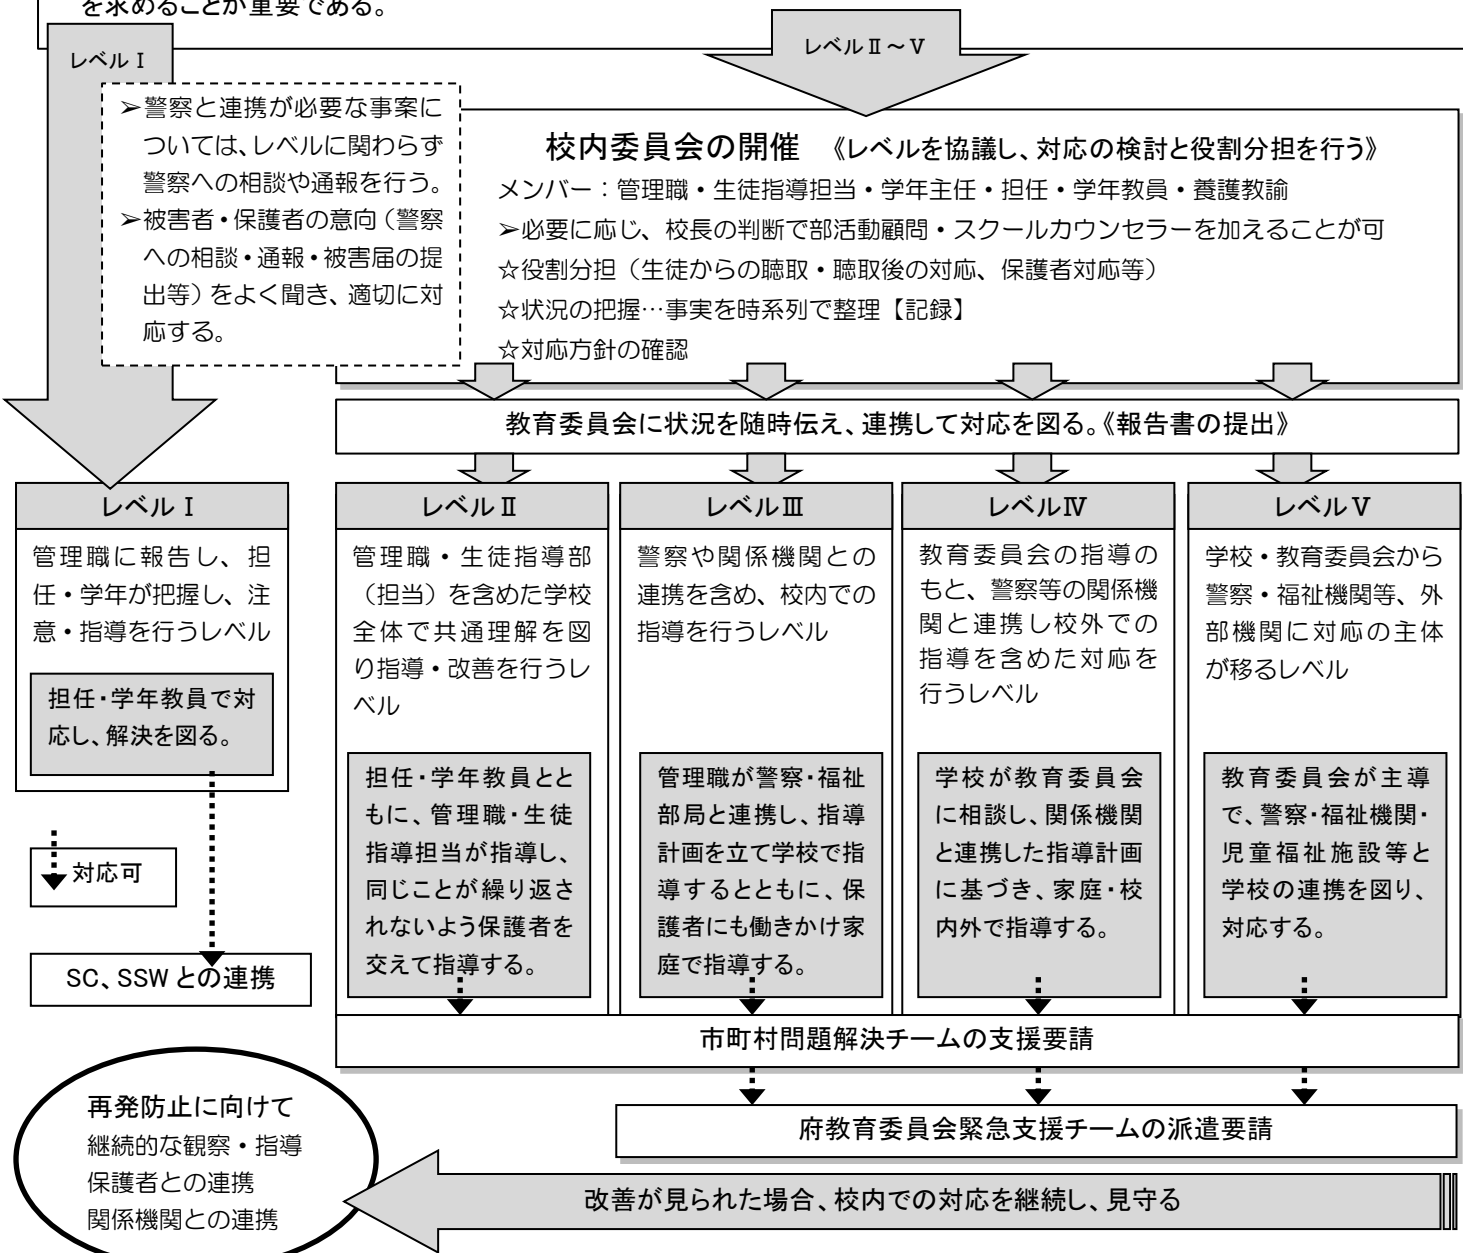 を求めることが重要である。
レベルⅠ
レベルⅡ～Ⅴ
➢警察と連携が必要な事案に
ついては、レベルに関わらず
警察への相談や通報を行う。
➢被害者・保護者の意向（警察
への相談・通報・被害届の提
出等）をよく聞き、適切に対
応する。
校内委員会の開催　《レベルを協議し、対応の検討と役割分担を行う》
メンバー：管理職・生徒指導担当・学年主任・担任・学年教員・養護教諭
➢必要に応じ、校長の判断で部活動顧問・スクールカウンセラーを加えることが可
☆役割分担（生徒からの聴取・聴取後の対応、保護者対応等）
☆状況の把握…事実を時系列で整理【記録】
☆対応方針の確認
教育委員会に状況を随時伝え、連携して対応を図る。《報告書の提出》
レベルⅠ
管理職に報告し、担
任・学年が把握し、注
意・指導を行うレベル
担任・学年教員で対
応し、解決を図る。
対応可
SC、SSWとの連携
レベルⅡ
管理職・生徒指導部
（担当）を含めた学校
全体で共通理解を図
り指導・改善を行うレ
ベル
担任・学年教員とと
もに、管理職・生徒
指導担当が指導し、
同じことが繰り返さ
れないよう保護者を
交えて指導する。
レベルⅢ
警察や関係機関との
連携を含め、校内での
指導を行うレベル
管理職が警察・福祉
部局と連携し、指導
計画を立て学校で指
導するとともに、保
護者にも働きかけ家
庭で指導する。
レベルⅣ
教育委員会の指導の
もと、警察等の関係機
関と連携し校外での
指導を含めた対応を
行うレベル
学校が教育委員会
に相談し、関係機関
と連携した指導計画
に基づき、家庭・校
内外で指導する。
レベルⅤ
学校・教育委員会から
警察・福祉機関等、外
部機関に対応の主体
が移るレベル
教育委員会が主導
で、警察・福祉機関・
児童福祉施設等と
学校の連携を図り、
対応する。
市町村問題解決チームの支援要請
府教育委員会緊急支援チームの派遣要請
改善が見られた場合、校内での対応を継続し、見守る
再発防止に向けて
継続的な観察・指導
保護者との連携
関係機関との連携